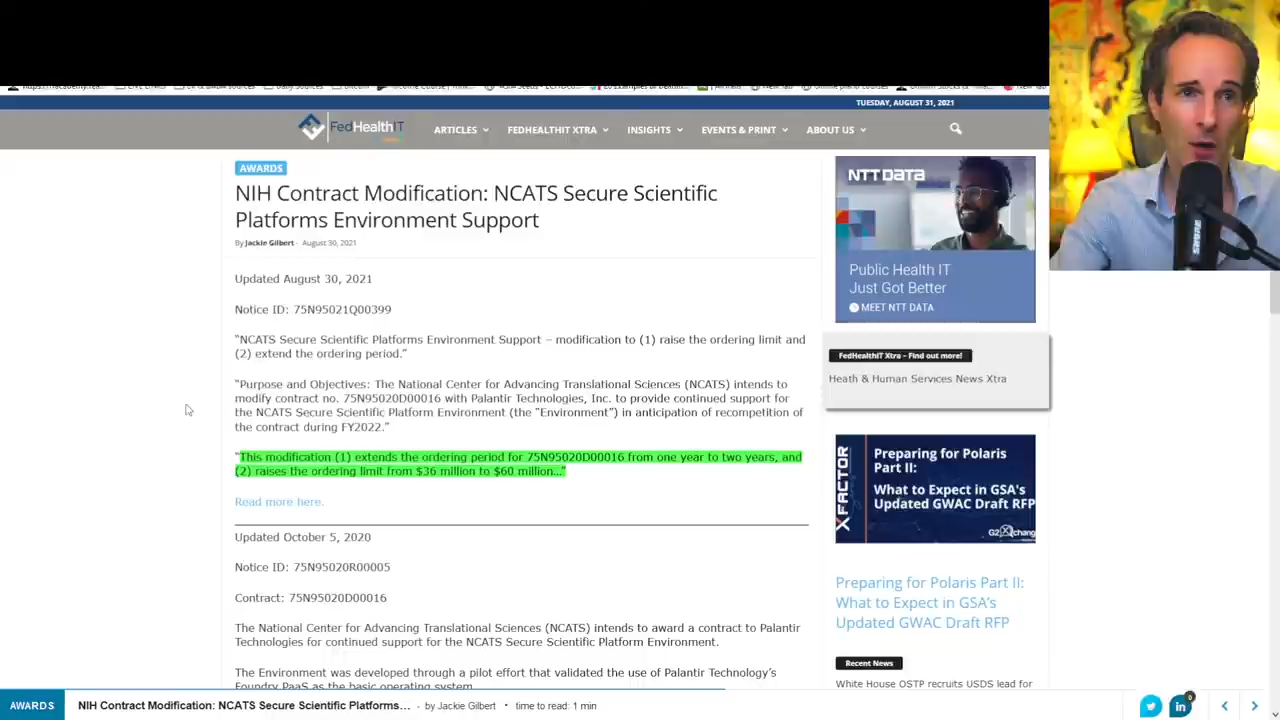 TUESDAY, AUGUST 31, 2021
FedHealthIT
ARTICLES
FEDHEALTHIT XTRA
INSIGHTS
EVENTS & PRINT
ABOUT US
AWARDS
NIH Contract Modification: NCATS Secure Scientific
Platforms Environment Support
By Jackie Gilbert - August 30, 2021
Updated August 30, 2021
Notice ID: 75N95021Q00399
“NCATS Secure Scientific Platforms Environment Support – modification to (1) raise the ordering limit and
(2) extend the ordering period.”
“Purpose and Objectives: The National Center for Advancing Translational Sciences (NCATS) intends to
modify contract no. 75N95020D00016 with Palantir Technologies, Inc. to provide continued support for
the NCATS Secure Scientific Platform Environment (the “Environment”) in anticipation of recompetition of
the contract during FY2022.”
“This modification (1) extends the ordering period for 75N95020D00016 from one year to two years, and
(2) raises the ordering limit from $36 million to $60 million…”
Read more here.
Updated October 5, 2020
Notice ID: 75N95020R00005
Contract: 75N95020D00016
The National Center for Advancing Translational Sciences (NCATS) intends to award a contract to Palantir
Technologies for continued support for the NCATS Secure Scientific Platform Environment.
The Environment was developed through a pilot effort that validated the use of Palantir Technology’s
Foundry PaaS as the basic operating system
NTT DATA
Public Health IT
Just Got Better
MEET NTT DATA
FedHealthIT Xtra – Find out more!
Heath & Human Services News Xtra
XFACTOR
Preparing for Polaris
Part II:
What to Expect in GSA's
Updated GWAC Draft RFP
G2Xchange
Preparing for Polaris Part II:
What to Expect in GSA’s
Updated GWAC Draft RFP
Recent News
White House OSTP recruits USDS lead for
AWARDS
NIH Contract Modification: NCATS Secure Scientific Platforms...
- by Jackie Gilbert
• time to read: 1 min
0